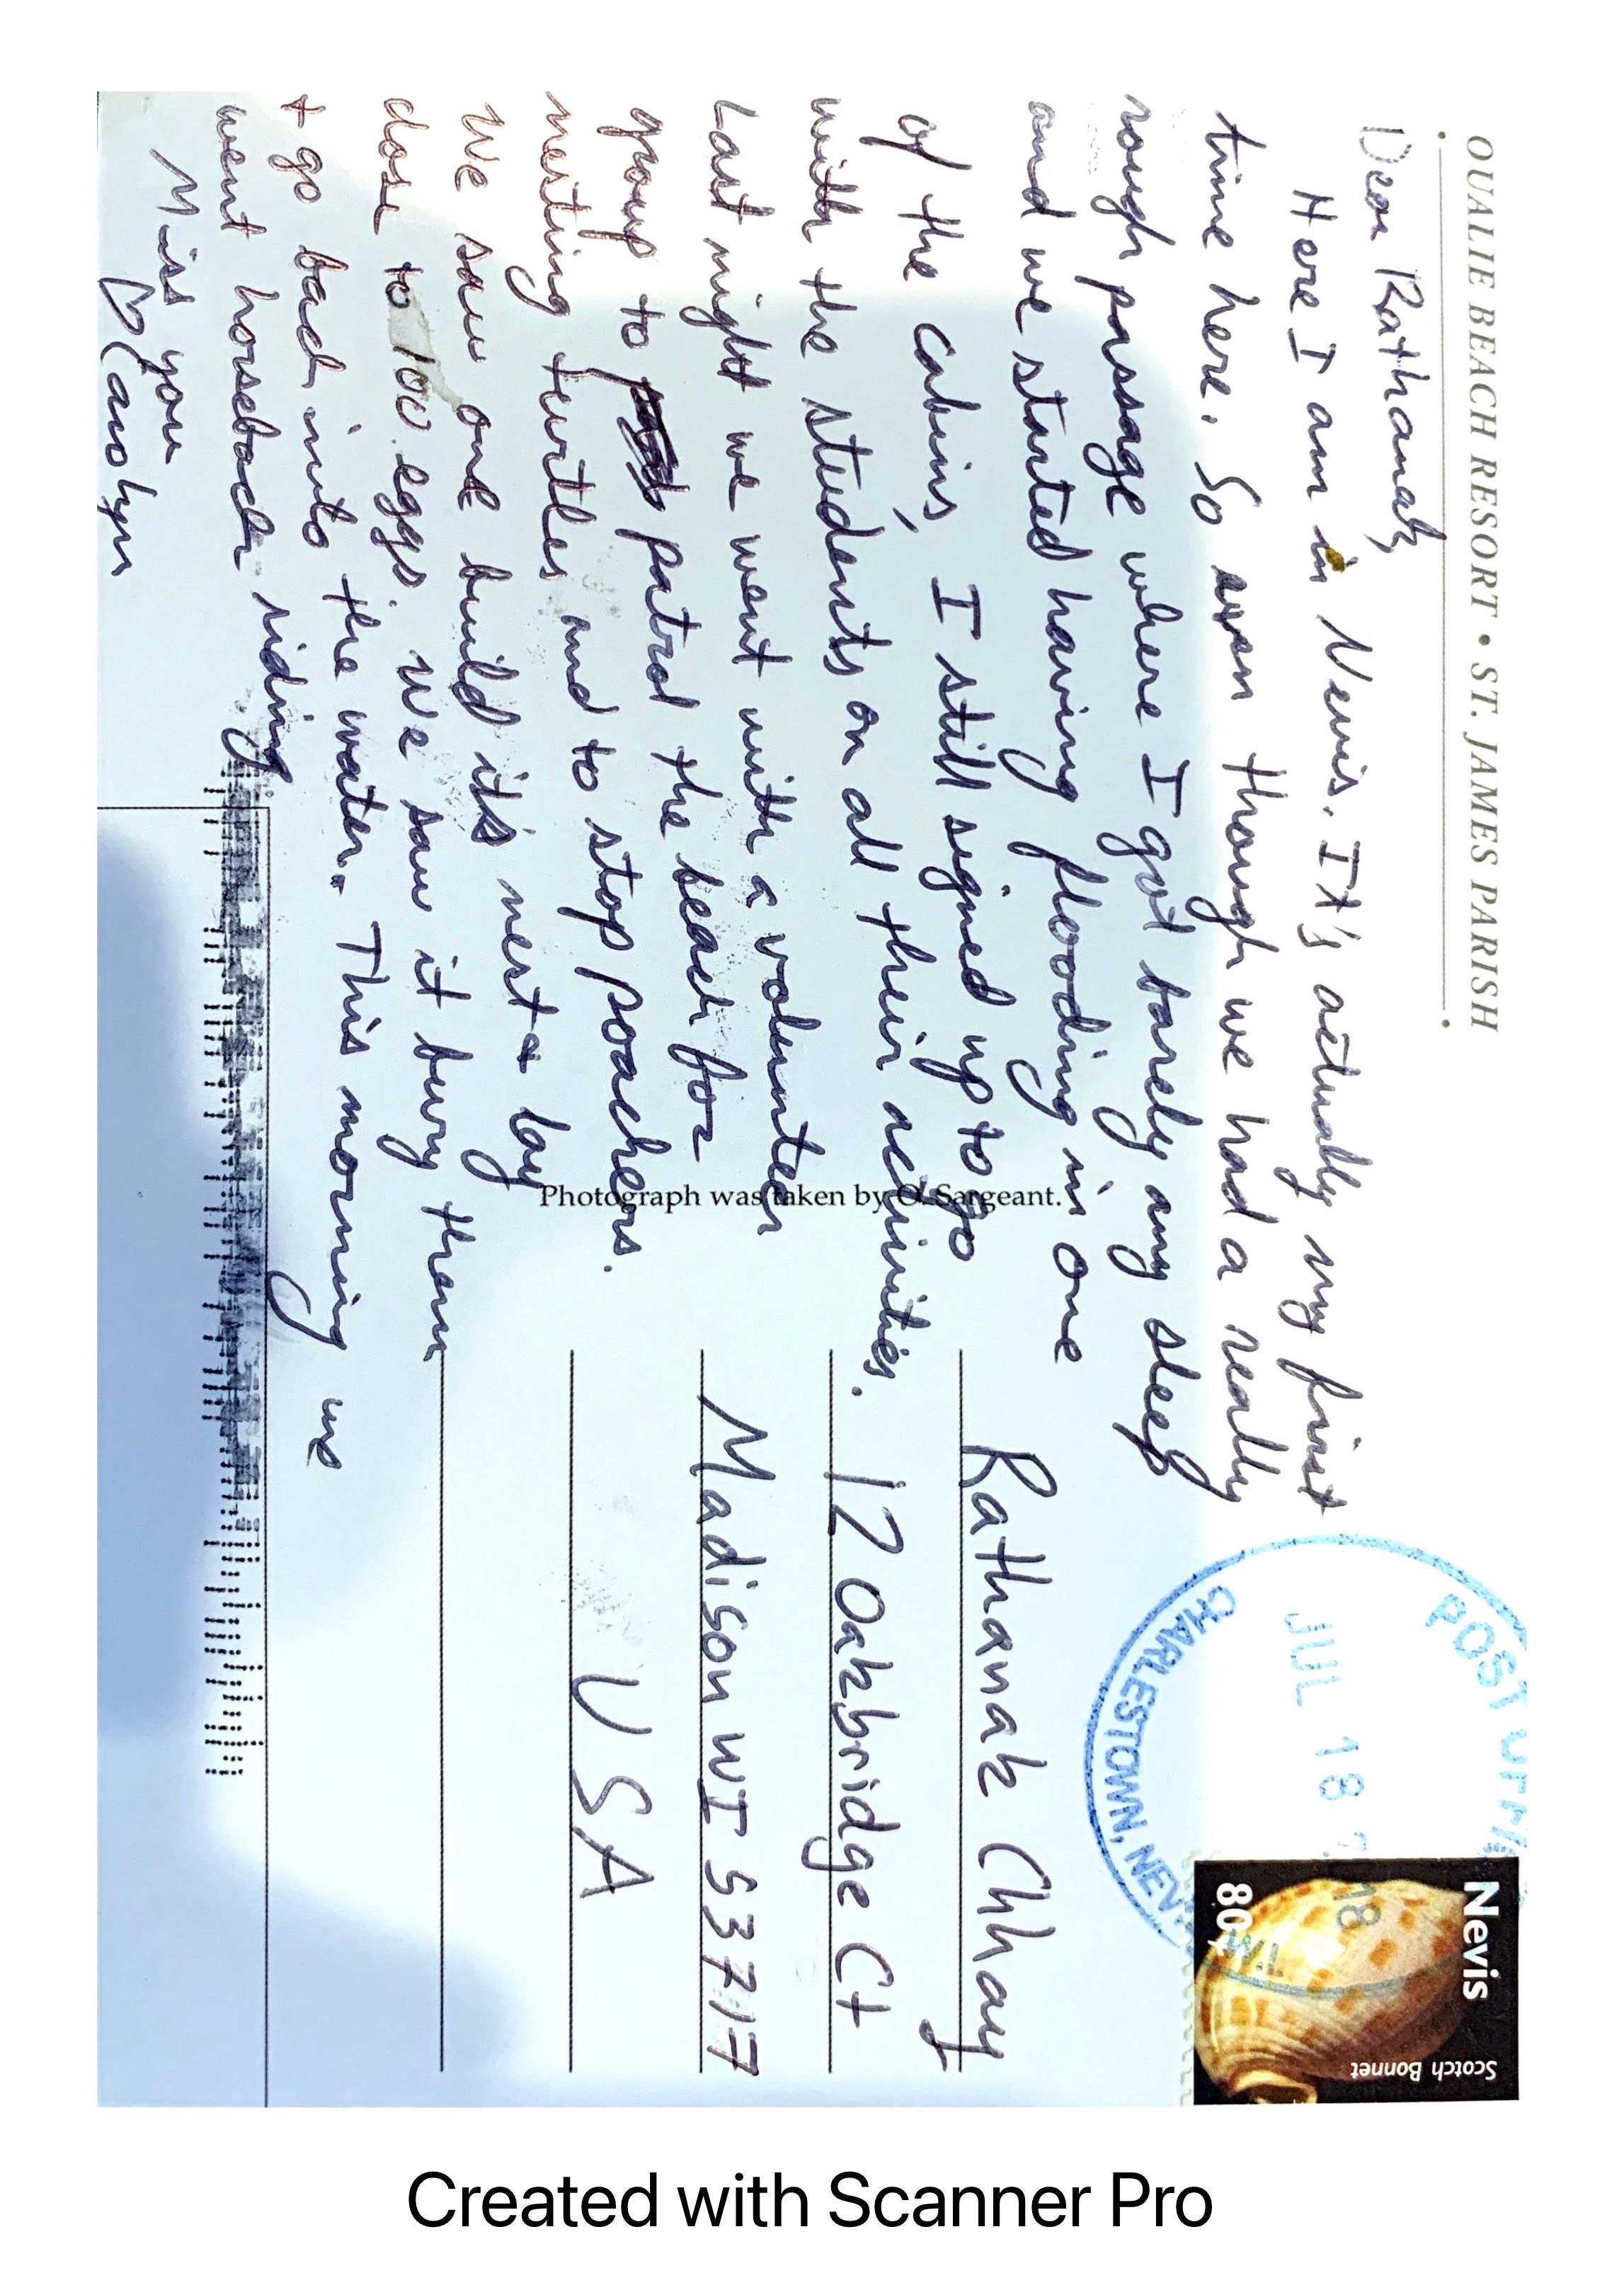 OUALIE BEACH RESORT • ST. JAMES PARISH
Dear Rathanak,
Here I am in Nevis. It's actually my first
time here. So even though we had a really
rough passage where I got barely any sleep
and we started having flooding in one
of the cabins, I still signed up to go
with the students on all their activities.
Last night we went with a volunteer
group to patrol the beach for
nesting turtles and to stop poachers.
We saw one build it's nest + lay
close to 100 eggs. We saw it bury them
+ go back into the water. This morning we
went horseback riding.
Miss you
♡ Carolyn
Photograph was taken by O. Sargeant.
POST OFFICE
JUL 18
18
CHARLESTOWN, NEV
W.I
Nevis
Scotch Bonnet
80¢
Rathanak Chhay
12 Oakbridge Ct
Madison WI 53717
USA
Created with Scanner Pro